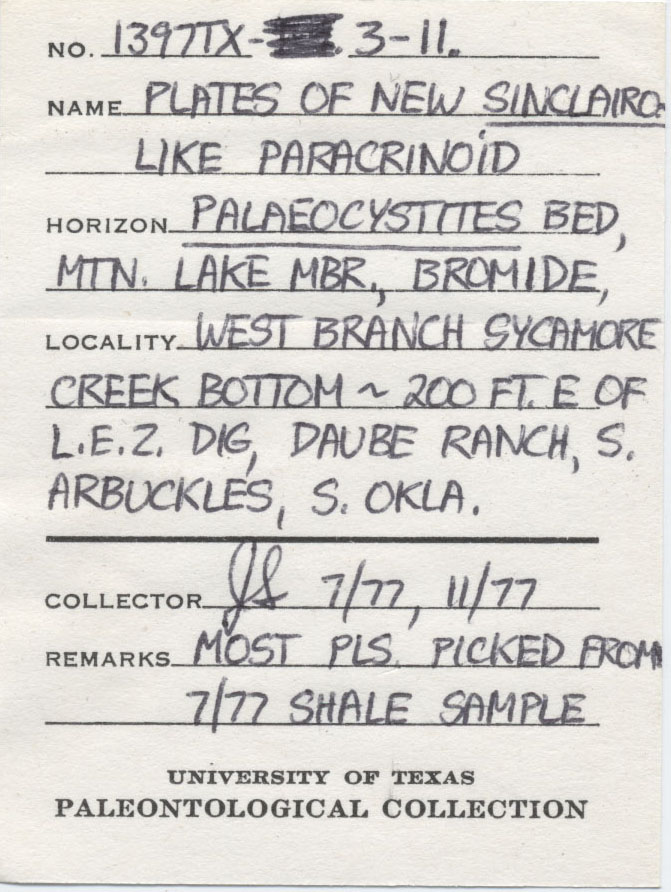 NO. 1397TX- 3-11.
NAME PLATES OF NEW SINCLAIRO-
LIKE PARACRINOID
HORIZON PALAEOCYSTITES BED,
MTN. LAKE MBR., BROMIDE,
LOCALITY WEST BRANCH SYCAMORE
CREEK BOTTOM ~ 200 FT. E OF
L.E.Z. DIG, DAUBE RANCH, S.
ARBUCKLES, S. OKLA.
COLLECTOR JS 7/77, 11/77
REMARKS MOST PLS. PICKED FROM
7/77 SHALE SAMPLE
UNIVERSITY OF TEXAS
PALEONTOLOGICAL COLLECTION